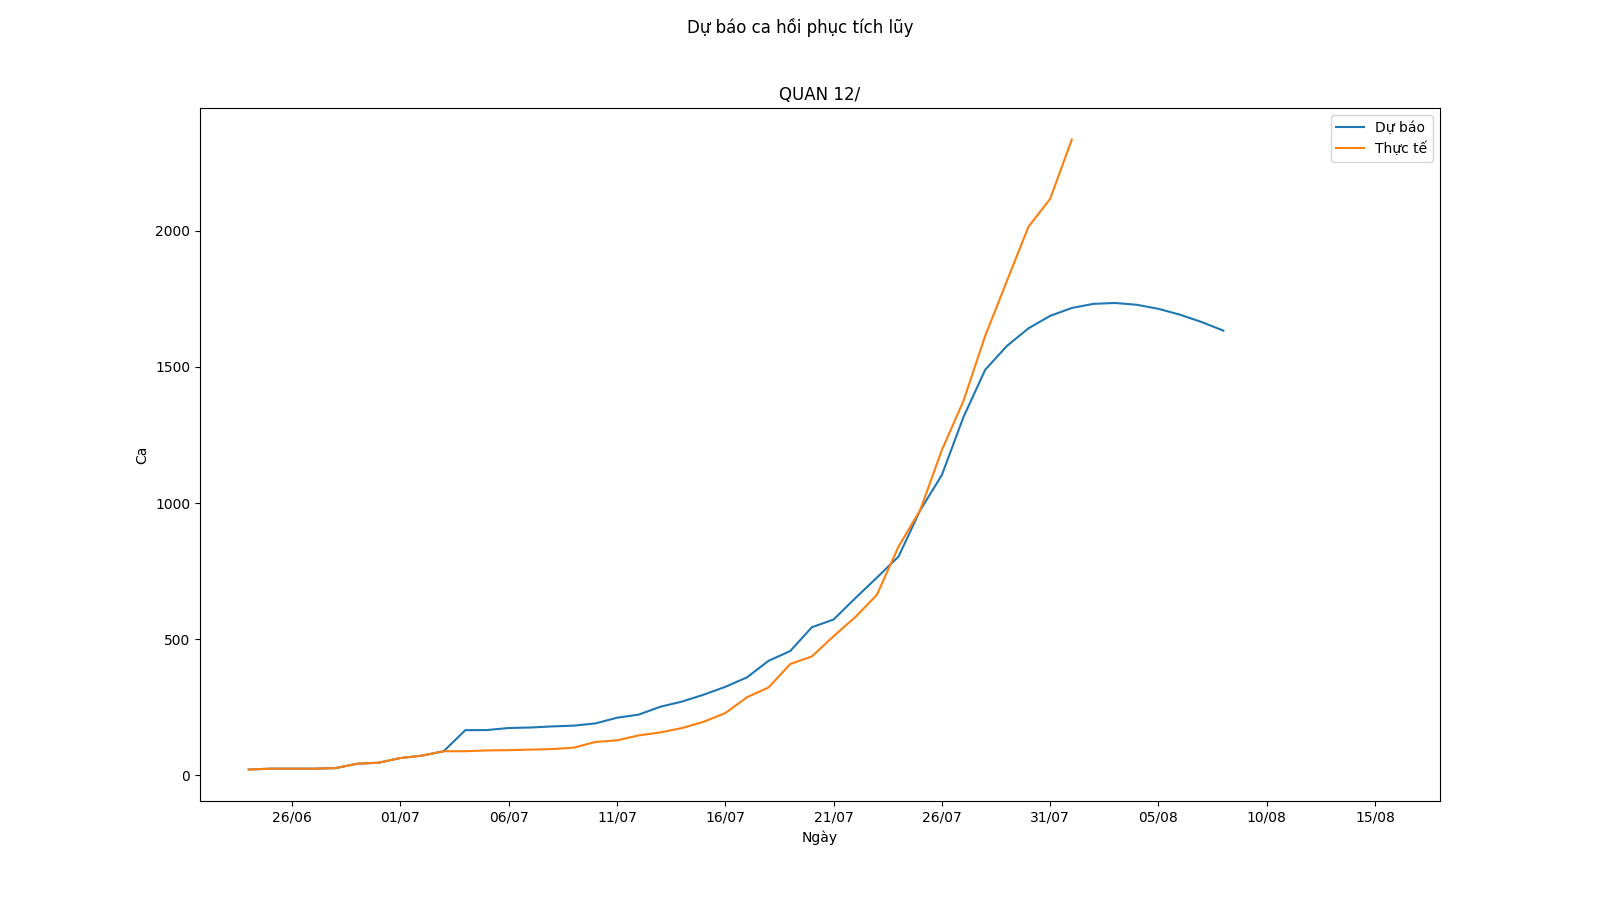 Dự báo ca hồi phục tích lũy
QUAN 12/
Dự báo
Thực tế
2000
1500
1000
500
0
Ca
26/06 01/07 06/07 11/07 16/07 21/07 26/07 31/07 05/08 10/08 15/08
Ngày